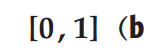 [0, 1] (b